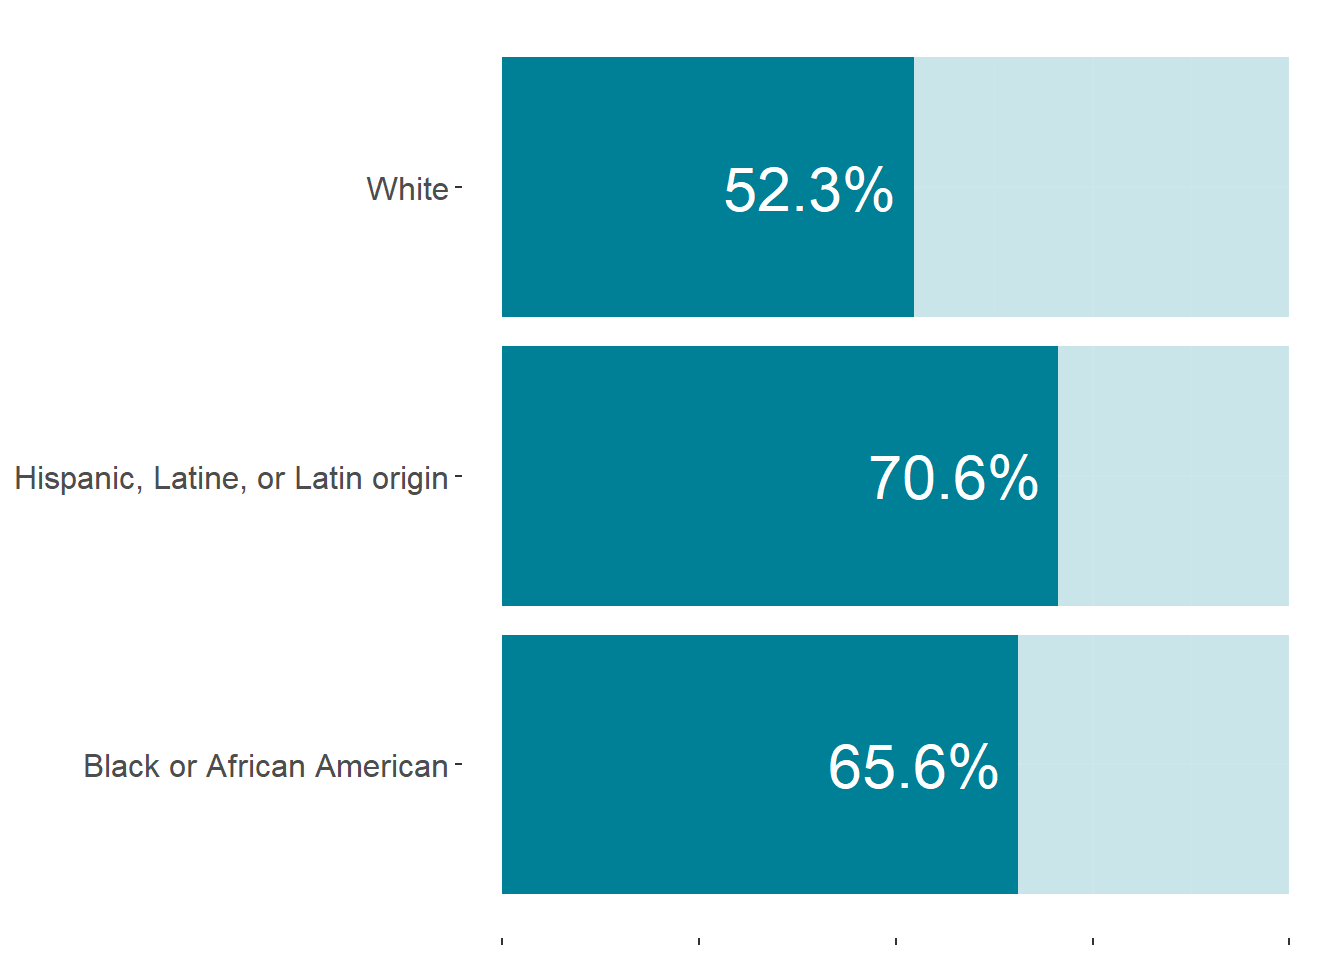 White
52.3%
Hispanic, Latine, or Latin origin
70.6%
Black or African American
65.6%